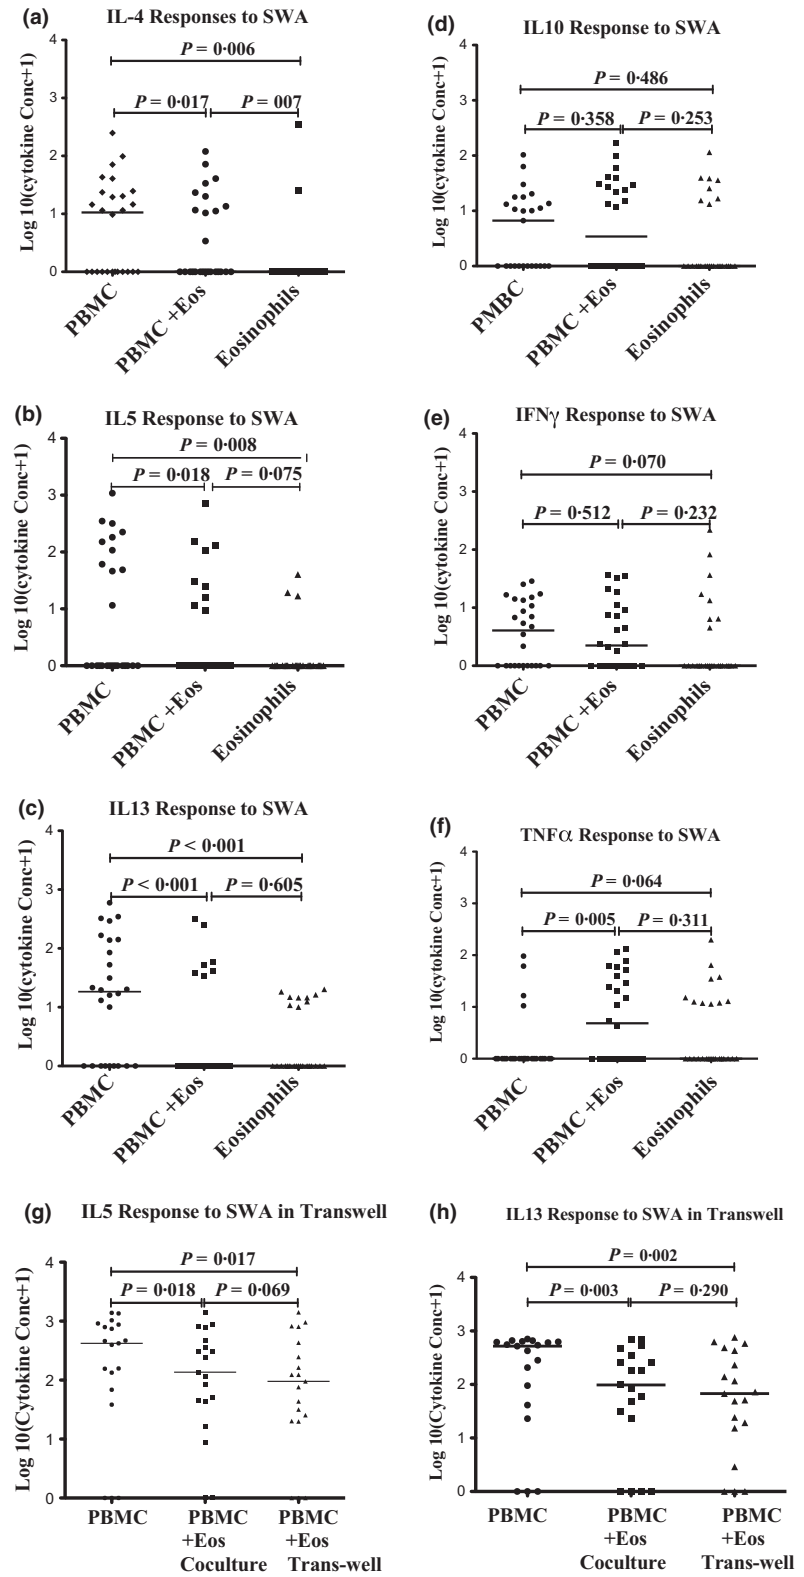 (a) IL-4 Responses to SWA
P = 0·006
P = 0·017 P = 007
Log 10(cytokine Conc+1)
4
3
2
1
0
PBMC
PBMC +Eos
Eosinophils
(d) IL10 Response to SWA
P = 0·486
P = 0·358 P = 0·253
Log 10(cytokine Conc+1)
4
3
2
1
0
PMBC
PBMC +Eos
Eosinophils
(b) IL5 Response to SWA
P = 0·008
P = 0·018 P = 0·075
Log 10(cytokine Conc+1)
4
3
2
1
0
PBMC
PBMC +Eos
Eosinophils
(e) IFNγ Response to SWA
P = 0·070
P = 0·512 P = 0·232
Log 10(cytokine Conc+1)
4
3
2
1
0
PBMC
PBMC +Eos
Eosinophils
(c) IL13 Response to SWA
P < 0·001
P < 0·001 P = 0·605
Log 10(cytokine Conc+1)
4
3
2
1
0
PBMC
PBMC +Eos
Eosinophils
(f) TNFα Response to SWA
P = 0·064
P = 0·005 P = 0·311
Log 10(cytokine Conc+1)
4
3
2
1
0
PBMC
PBMC +Eos
Eosinophils
(g) IL5 Response to SWA in Transwell
P = 0·017
P = 0·018 P = 0·069
Log 10(Cytokine Conc+1)
4
3
2
1
0
PBMC PBMC PBMC
+Eos +Eos
Coculture Trans-well
(h) IL13 Response to SWA in Transwell
P = 0·002
P = 0·003 P = 0·290
Log 10(Cytokine Conc+1)
4
3
2
1
0
PBMC PBMC PBMC
+Eos +Eos
Coculture Trans-well